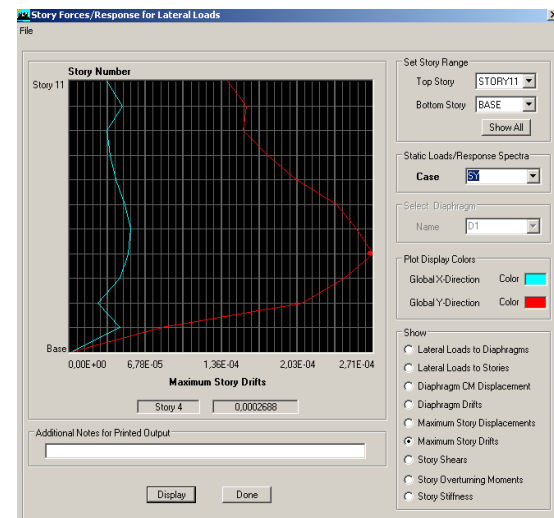 Story Forces/Response for Lateral Loads
File
Story Number
Story 11
Base
0,00E+00 6,78E-05 1,36E-04 2,03E-04 2,71E-04
Maximum Story Drifts
Story 4 0,0002688
Additional Notes for Printed Output
Display Done
Set Story Range
Top Story STORY11
Bottom Story BASE
Show All
Static Loads/Response Spectra
Case SY
Select Diaphragm
Name D1
Plot Display Colors
Global X-Direction Color
Global Y-Direction Color
Show
Lateral Loads to Diaphragms
Lateral Loads to Stories
Diaphragm CM Displacement
Diaphragm Drifts
Maximum Story Displacements
Maximum Story Drifts
Story Shears
Story Overturning Moments
Story Stiffness